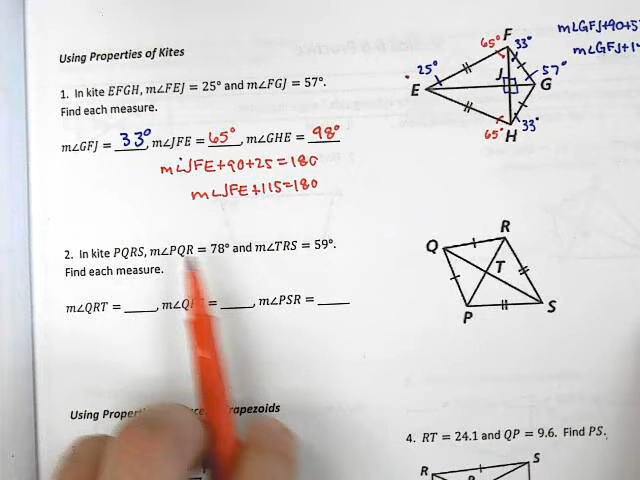 Using Properties of Kites
1. In kite EFGH, m∠FEJ = 25° and m∠FGJ = 57°.
Find each measure.
m∠GFJ = 33°, m∠JFE = 65° m∠GHE = 98°
m∠JFE+90+25=180
m∠JFE+115=180
65° F 33°
25° J 57°
E G
65° H 33°
m∠GFJ+90+5
m∠GFJ+1
2. In kite PQRS, m∠PQR = 78° and m∠TRS = 59°.
Find each measure.
m∠QRT = ____, = ____, m∠PSR = ____
R
Q
T
P S
Using
4. RT = 24.1 and QP = 9.6. Find PS.
R S